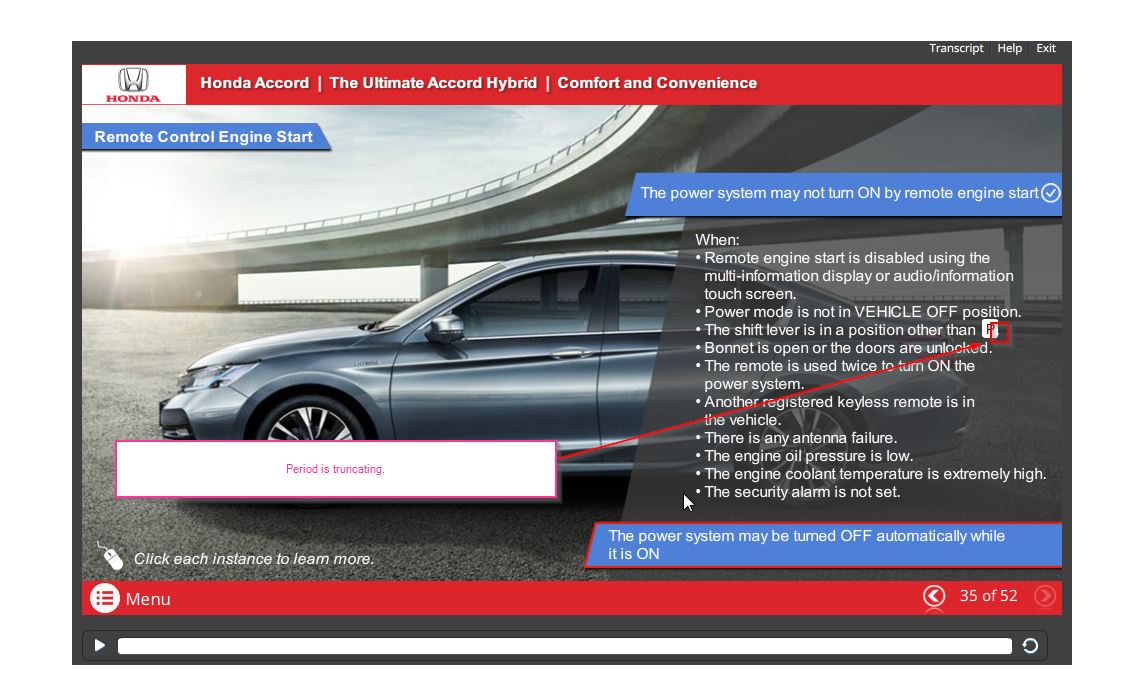 Transcript Help Exit
HONDA
Honda Accord | The Ultimate Accord Hybrid | Comfort and Convenience
Remote Control Engine Start
The power system may not turn ON by remote engine start
When:
• Remote engine start is disabled using the
multi-information display or audio/information
touch screen.
• Power mode is not in VEHICLE OFF position.
• The shift lever is in a position other than P.
• Bonnet is open or the doors are unlocked.
• The remote is used twice to turn ON the
power system.
• Another registered keyless remote is in
the vehicle.
• There is any antenna failure.
• The engine oil pressure is low.
• The engine coolant temperature is extremely high.
• The security alarm is not set.
Period is truncating.
The power system may be turned OFF automatically while
it is ON
Click each instance to learn more.
Menu
35 of 52